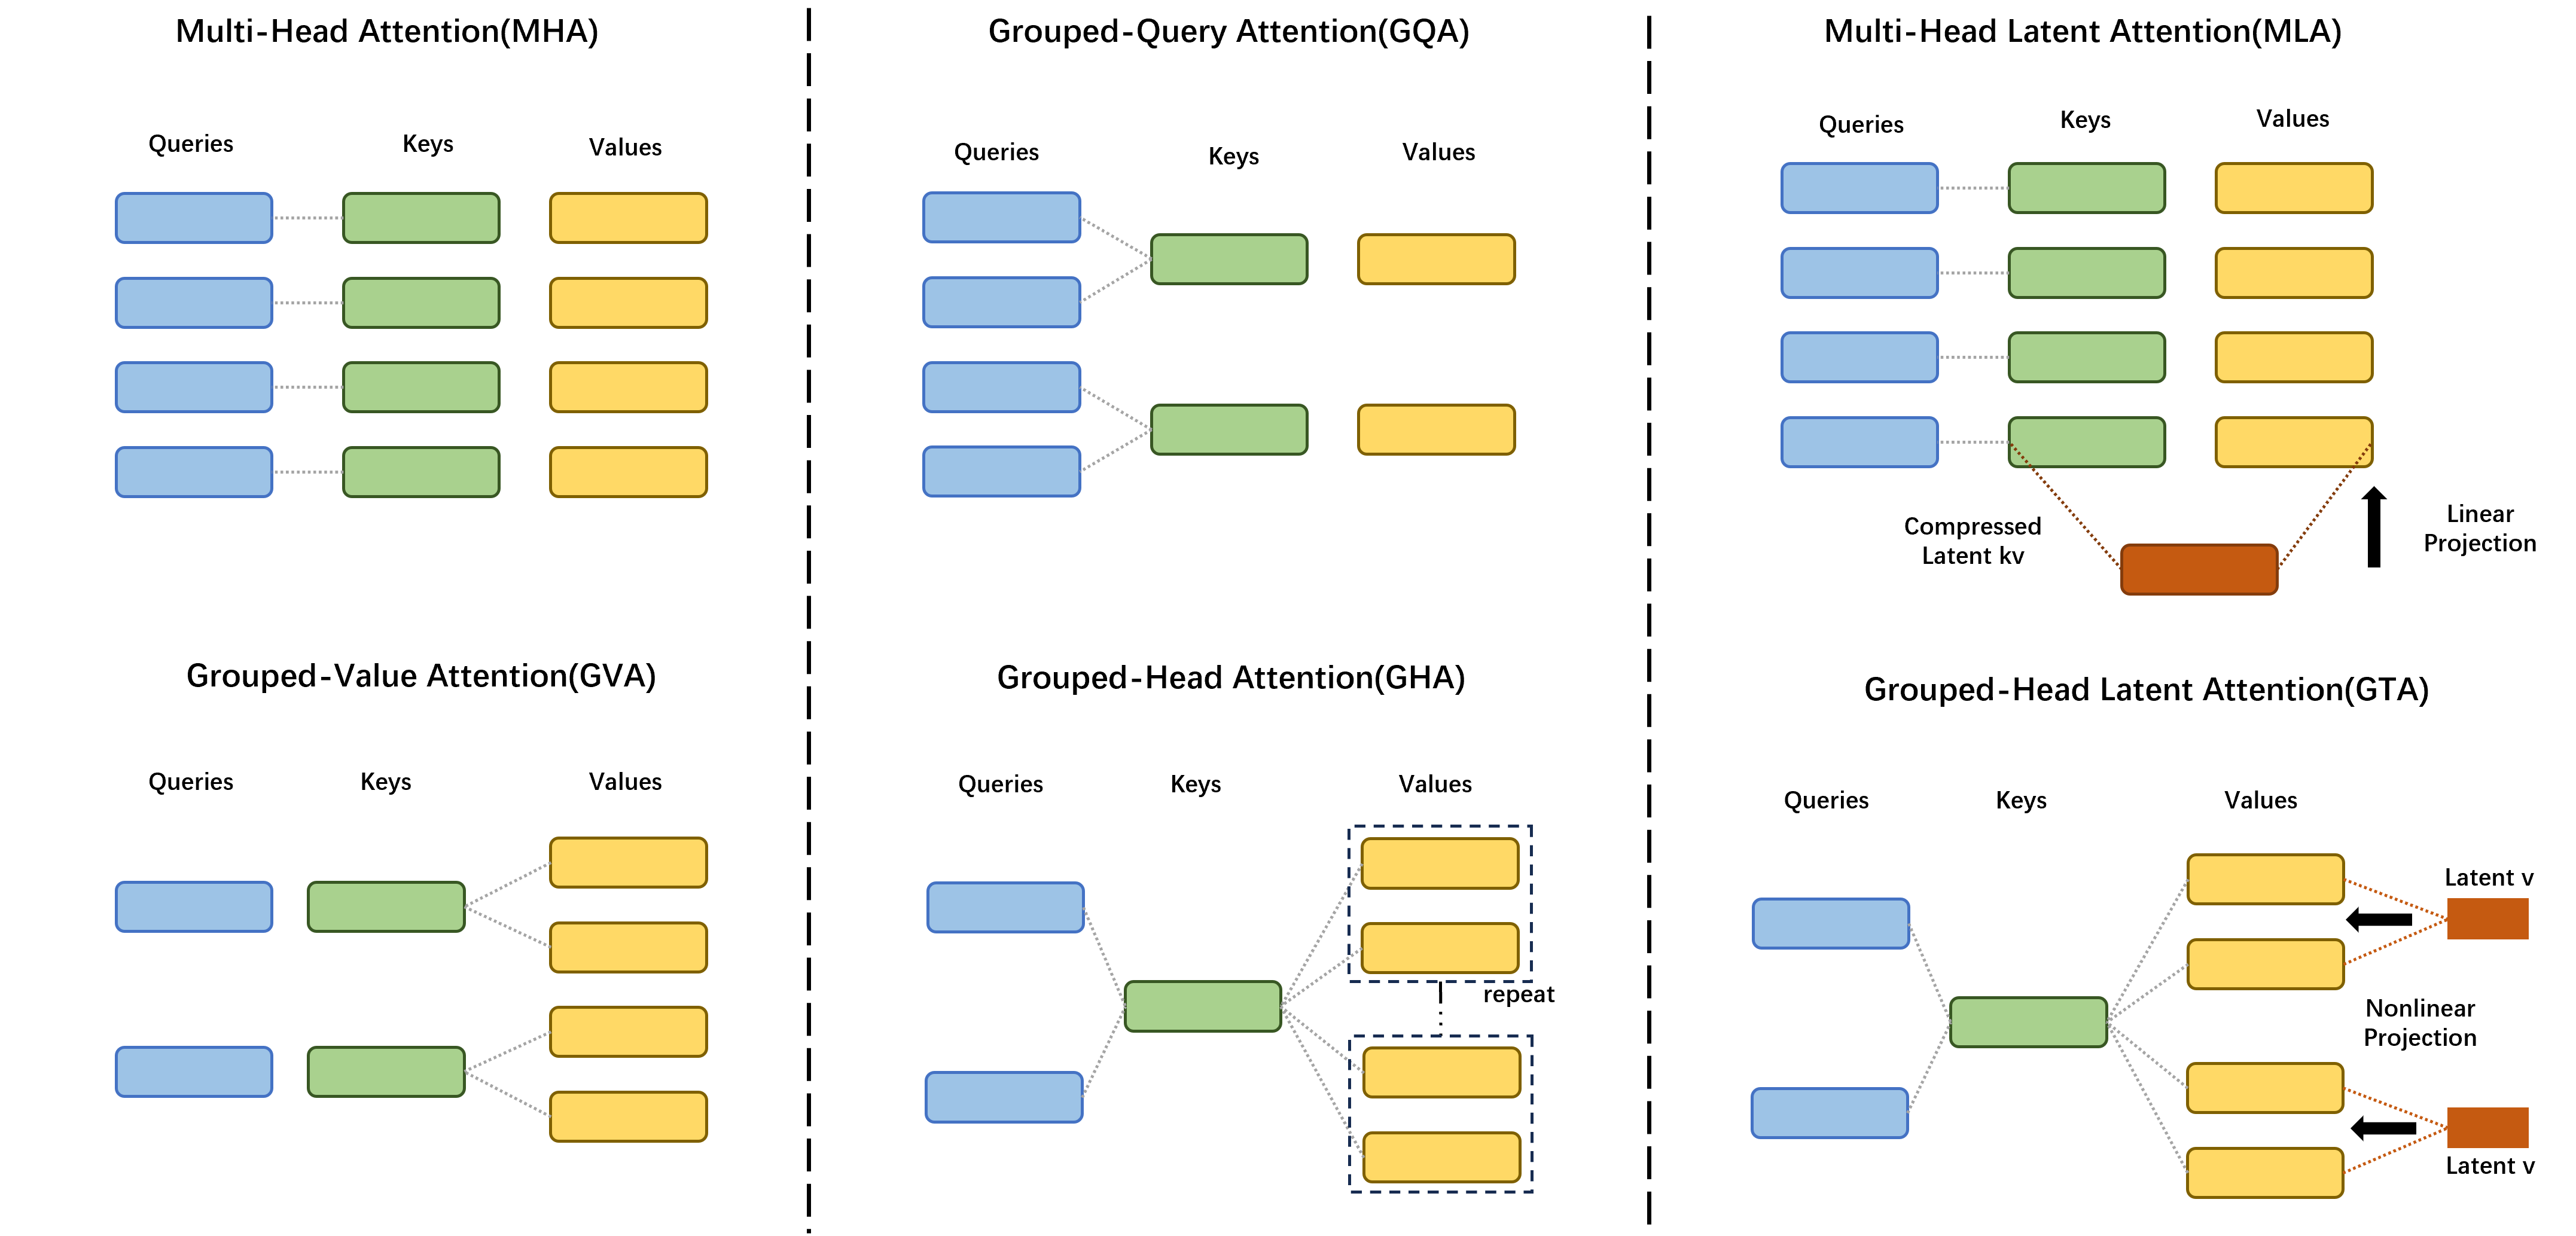 Multi-Head Attention(MHA)
Queries
Keys
Values
Grouped-Query Attention(GQA)
Queries
Keys
Values
Multi-Head Latent Attention(MLA)
Queries
Keys
Values
Compressed
Latent kv
Linear
Projection
Grouped-Value Attention(GVA)
Queries
Keys
Values
Grouped-Head Attention(GHA)
Queries
Keys
Values
repeat
Grouped-Head Latent Attention(GTA)
Queries
Keys
Values
Latent v
Nonlinear
Projection
Latent v